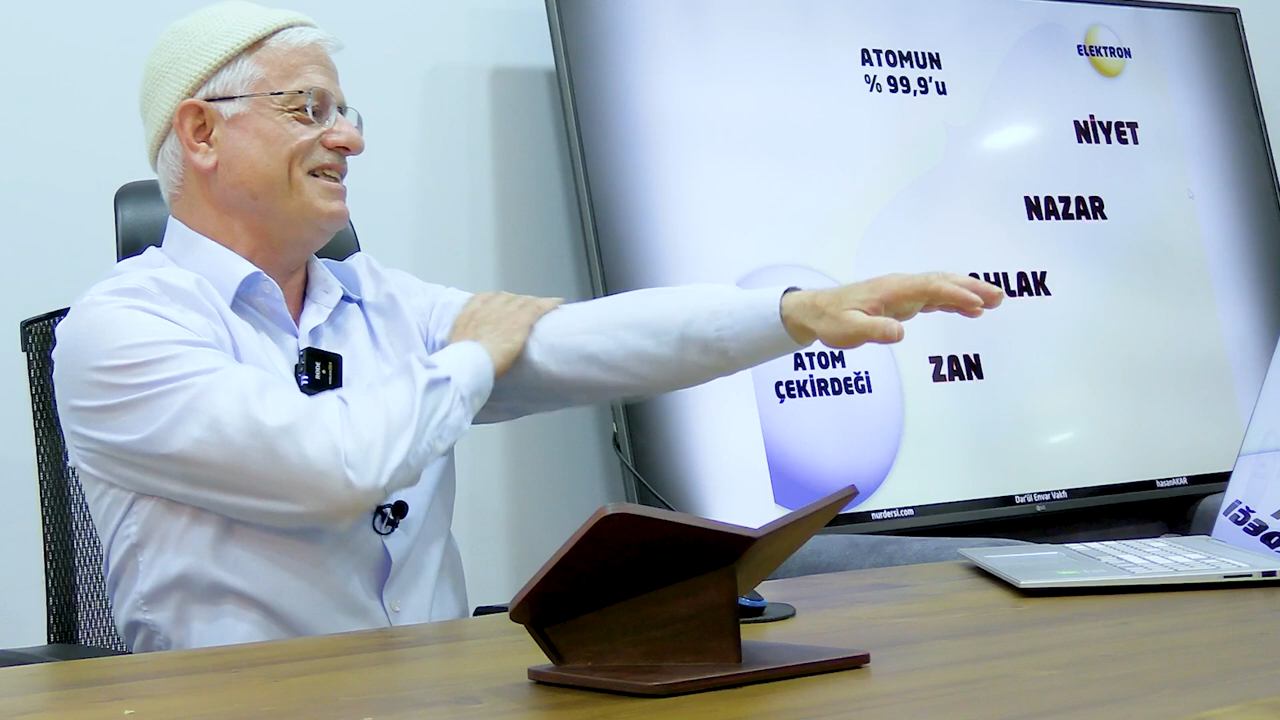 ATOMUN
% 99,9'u
ELEKTRON
NİYET
NAZAR
AHLAK
ATOM
ÇEKİRDEĞİ
ZAN
RODE
nurdersi.com
Dar'ül Envar Vakfı
hasanAKAR